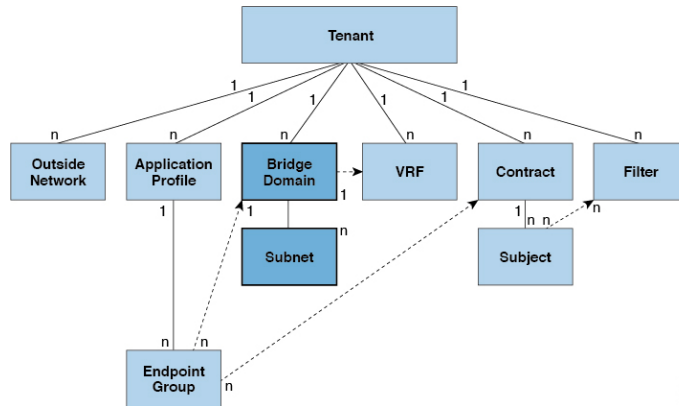 Tenant
1 1 1 1 1 1
n n n n n n
Outside
Network
Application
Profile
Bridge
Domain
VRF
Contract
Filter
1 1 1 1 n
n n n
Subnet
Subject
n n
n
Endpoint
Group